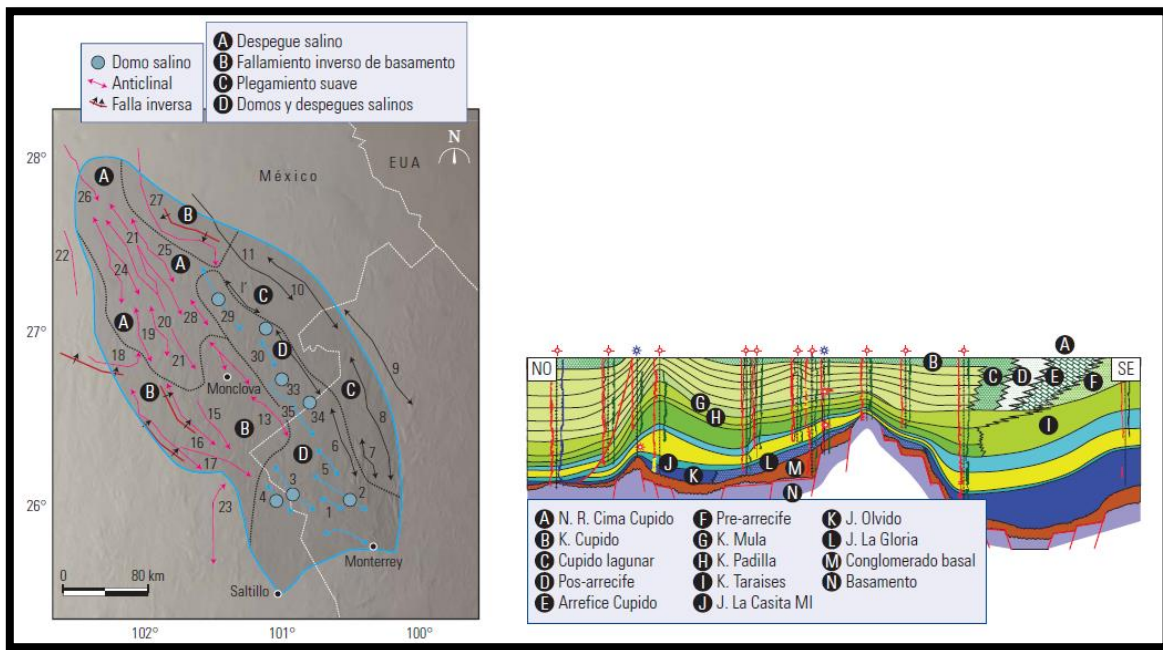 Domo salino
Anticlinal
Falla inversa
A Despegue salino
B Fallamiento inverso de basamento
C Plegamiento suave
D Domos y despegues salinos
N
EUA
México
28°
27°
26°
A
26
27
B
22
21
25
A
11
10
24
I'
C
A
19
20
28
29
9
18
21
30
D
Monclova
33
C
B
15
13
35
34
8
16
B
6
7
17
D
5
3
4
2
23
1
Monterrey
0
80 km
Saltillo
102°
101°
100°
A
NO
B
SE
C
D
E
F
G
H
I
J
K
L
M
N
A N. R. Cima Cupido
B K. Cupido
C Cupido lagunar
D Pos-arrecife
E Arrefice Cupido
F Pre-arrecife
G K. Mula
H K. Padilla
I K. Taraises
J J. La Casita MI
K J. Olvido
L J. La Gloria
M Conglomerado basal
N Basamento